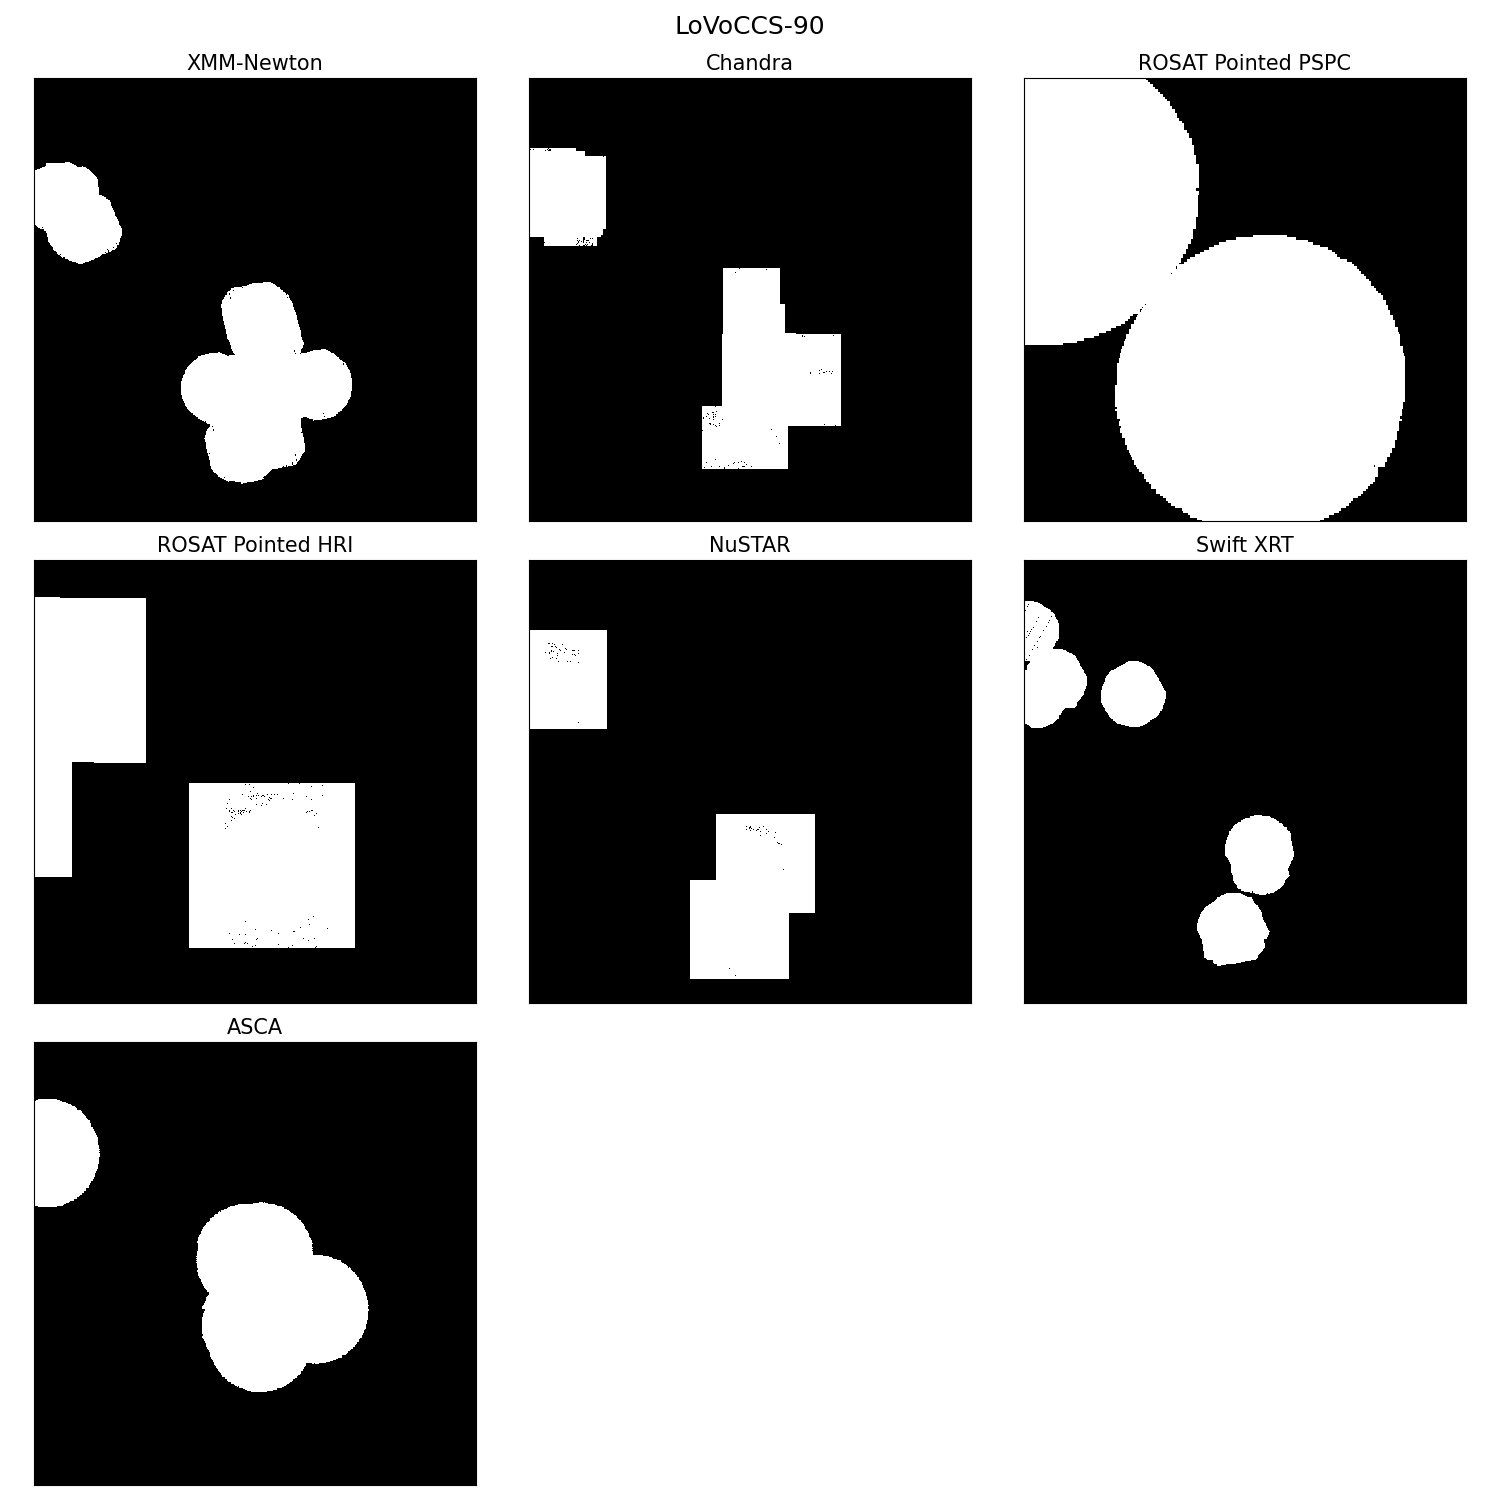 LoVoCCS-90
XMM-Newton
Chandra
ROSAT Pointed PSPC
ROSAT Pointed HRI
NuSTAR
Swift XRT
ASCA